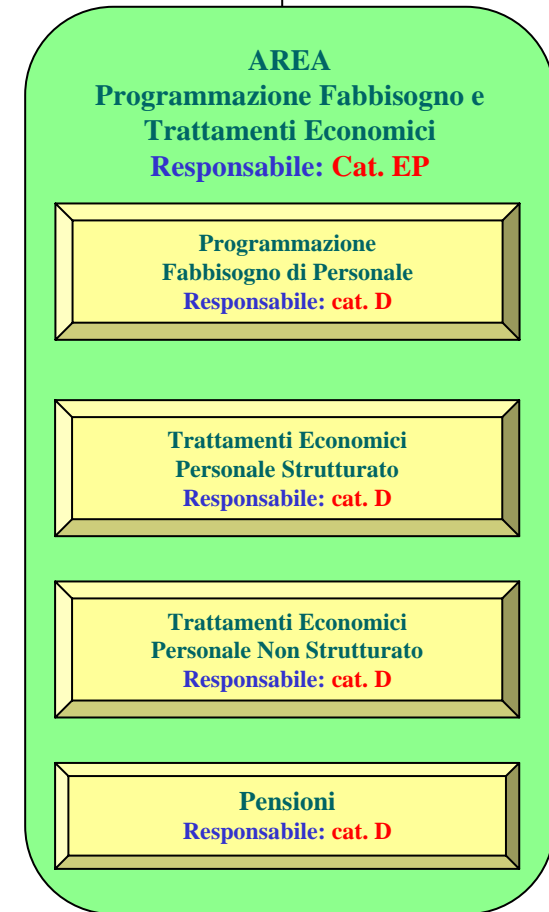 AREA
Programmazione Fabbisogno e
Trattamenti Economici
Responsabile: Cat. EP
Programmazione
Fabbisogno di Personale
Responsabile: cat. D
Trattamenti Economici
Personale Strutturato
Responsabile: cat. D
Trattamenti Economici
Personale Non Strutturato
Responsabile: cat. D
Pensioni
Responsabile: cat. D